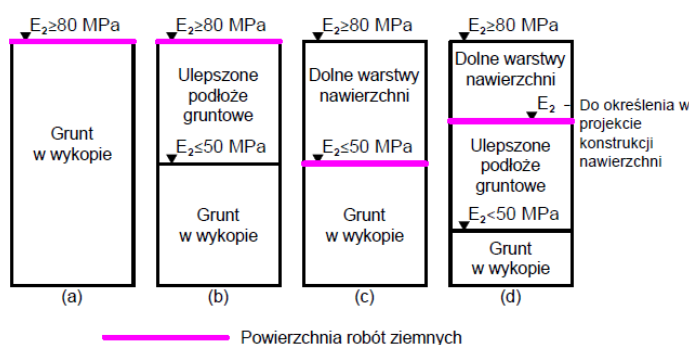 E₂≥80 MPa
Grunt
w wykopie
(a)
E₂≥80 MPa
Ulepszone
podłoże
gruntowe
E₂≤50 MPa
Grunt
w wykopie
(b)
E₂≥80 MPa
Dolne warstwy
nawierzchni
E₂≤50 MPa
Grunt
w wykopie
(c)
E₂≥80 MPa
Dolne warstwy
nawierzchni
E₂ – Do określenia w
projekcie
konstrukcji
nawierzchni
Ulepszone
podłoże
gruntowe
E₂<50 MPa
Grunt
w wykopie
(d)
Powierzchnia robót ziemnych